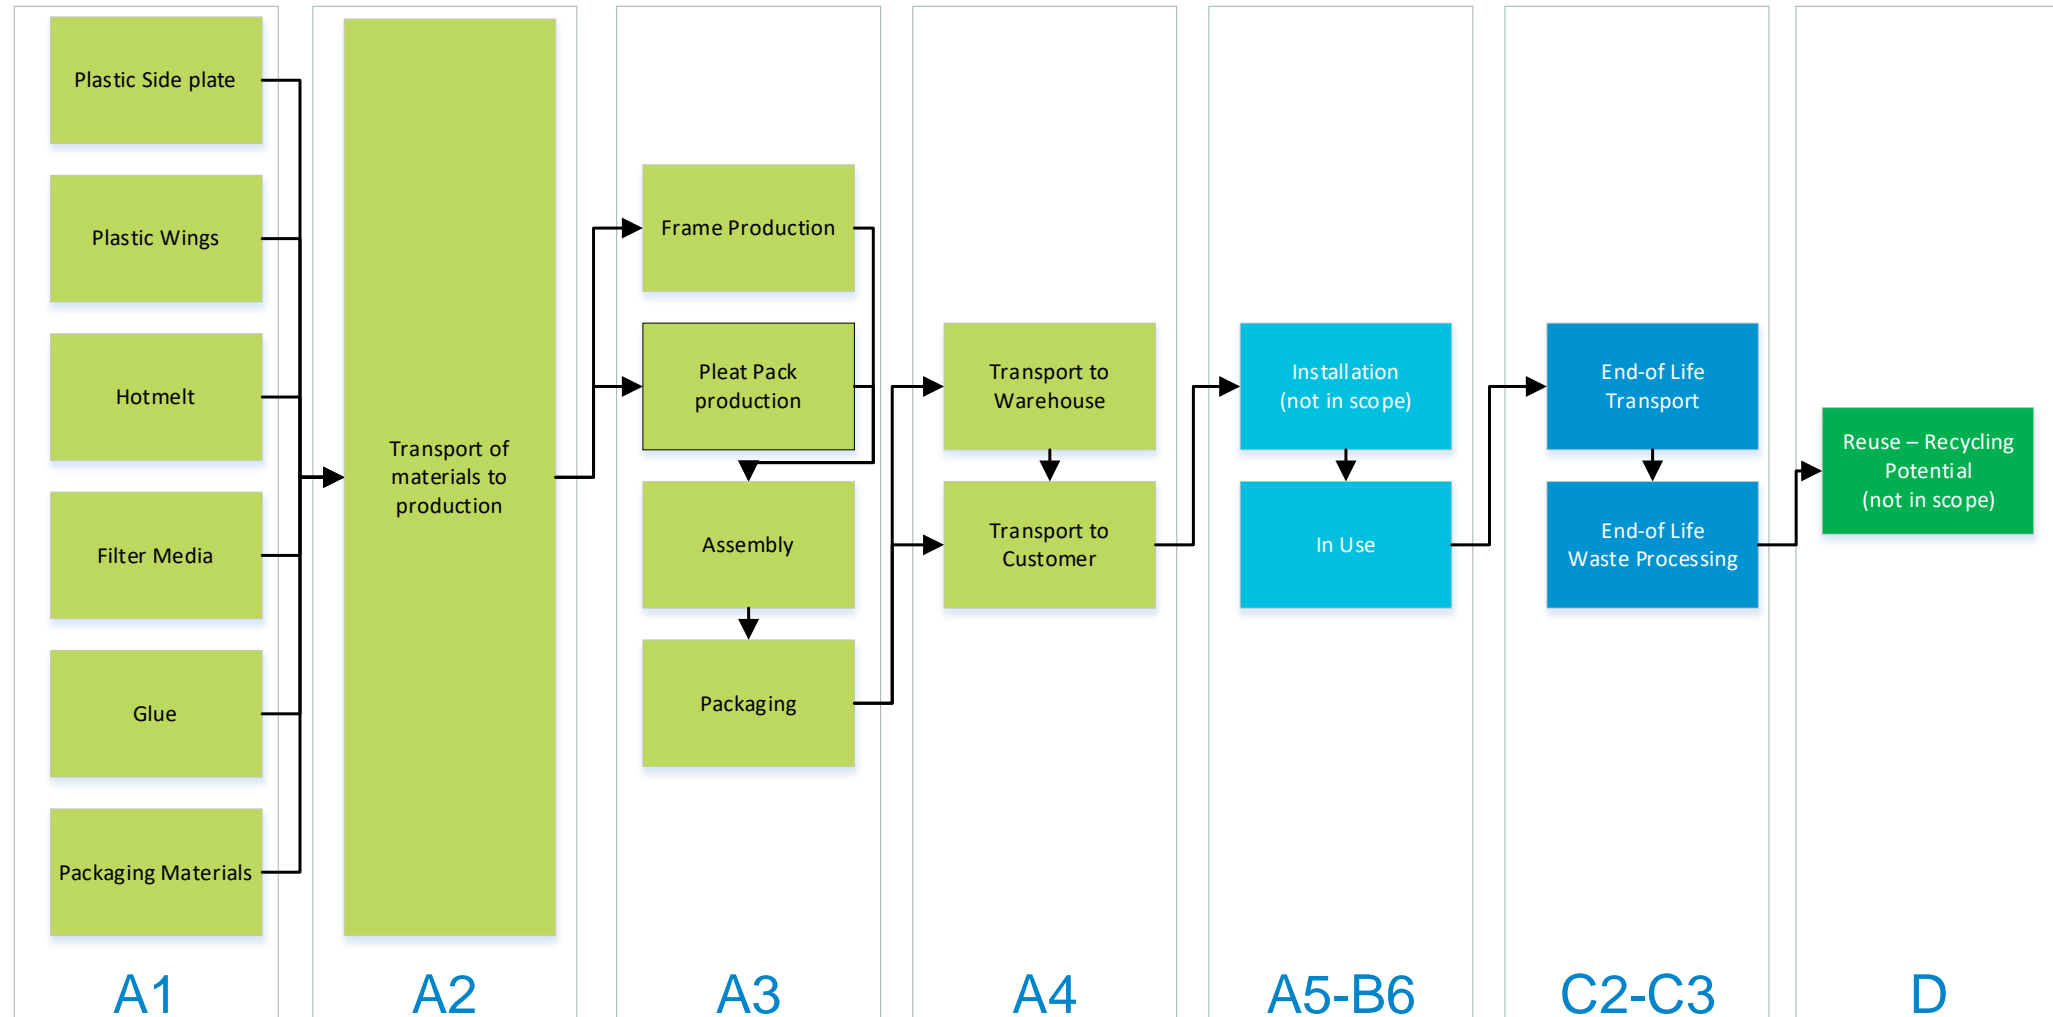 Plastic Side plate
Plastic Wings
Hotmelt
Filter Media
Glue
Packaging Materials
A1
Transport of
materials to
production
A2
Frame Production
Pleat Pack
production
Assembly
Packaging
A3
Transport to
Warehouse
Transport to
Customer
A4
Installation
(not in scope)
In Use
A5-B6
End-of Life
Transport
End-of Life
Waste Processing
C2-C3
Reuse – Recycling
Potential
(not in scope)
D